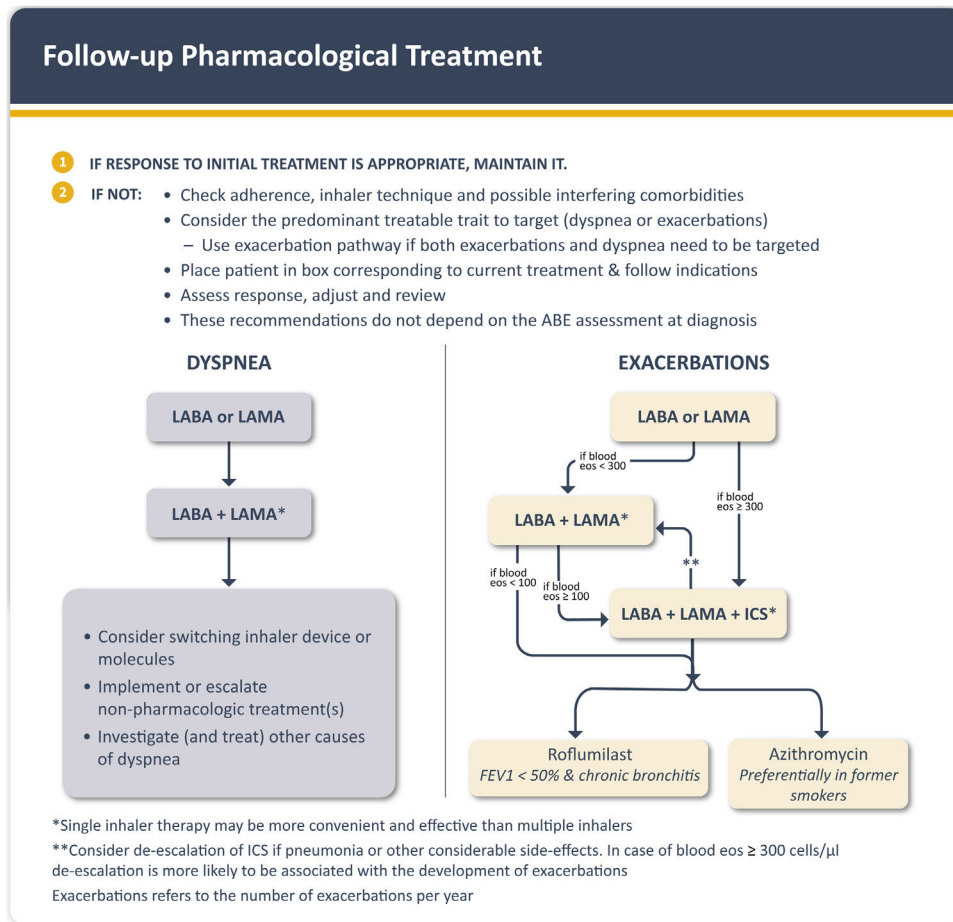 Follow-up Pharmacological Treatment
1 IF RESPONSE TO INITIAL TREATMENT IS APPROPRIATE, MAINTAIN IT.
2 IF NOT: • Check adherence, inhaler technique and possible interfering comorbidities
• Consider the predominant treatable trait to target (dyspnea or exacerbations)
– Use exacerbation pathway if both exacerbations and dyspnea need to be targeted
• Place patient in box corresponding to current treatment & follow indications
• Assess response, adjust and review
• These recommendations do not depend on the ABE assessment at diagnosis
DYSPNEA
LABA or LAMA
LABA + LAMA*
• Consider switching inhaler device or
molecules
• Implement or escalate
non-pharmacologic treatment(s)
• Investigate (and treat) other causes
of dyspnea
EXACERBATIONS
LABA or LAMA
if blood
eos < 300
if blood
eos ≥ 300
LABA + LAMA*
**
if blood
eos < 100
if blood
eos ≥ 100
LABA + LAMA + ICS*
Roflumilast
FEV1 < 50% & chronic bronchitis
Azithromycin
Preferentially in former
smokers
*Single inhaler therapy may be more convenient and effective than multiple inhalers
**Consider de-escalation of ICS if pneumonia or other considerable side-effects. In case of blood eos ≥ 300 cells/µl
de-escalation is more likely to be associated with the development of exacerbations
Exacerbations refers to the number of exacerbations per year